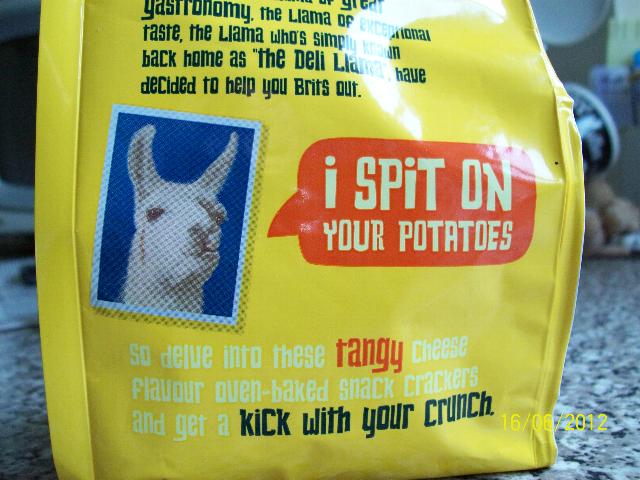 of great
gastronomy, the Llama of exceptional
taste, the Llama who's simply known
back home as "the Deli Llama", have
decided to help you Brits out.
i SPIT ON
YOUR POTATOES
So delve into these tangy cheese
flavour oven-baked snack crackers
and get a kick with your crunch.
16/06/2012